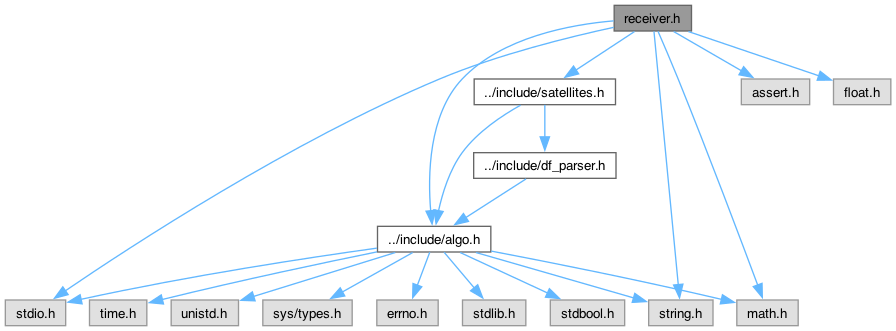 receiver.h
../include/satellites.h
assert.h
float.h
../include/df_parser.h
../include/algo.h
stdio.h
time.h
unistd.h
sys/types.h
errno.h
stdlib.h
stdbool.h
string.h
math.h